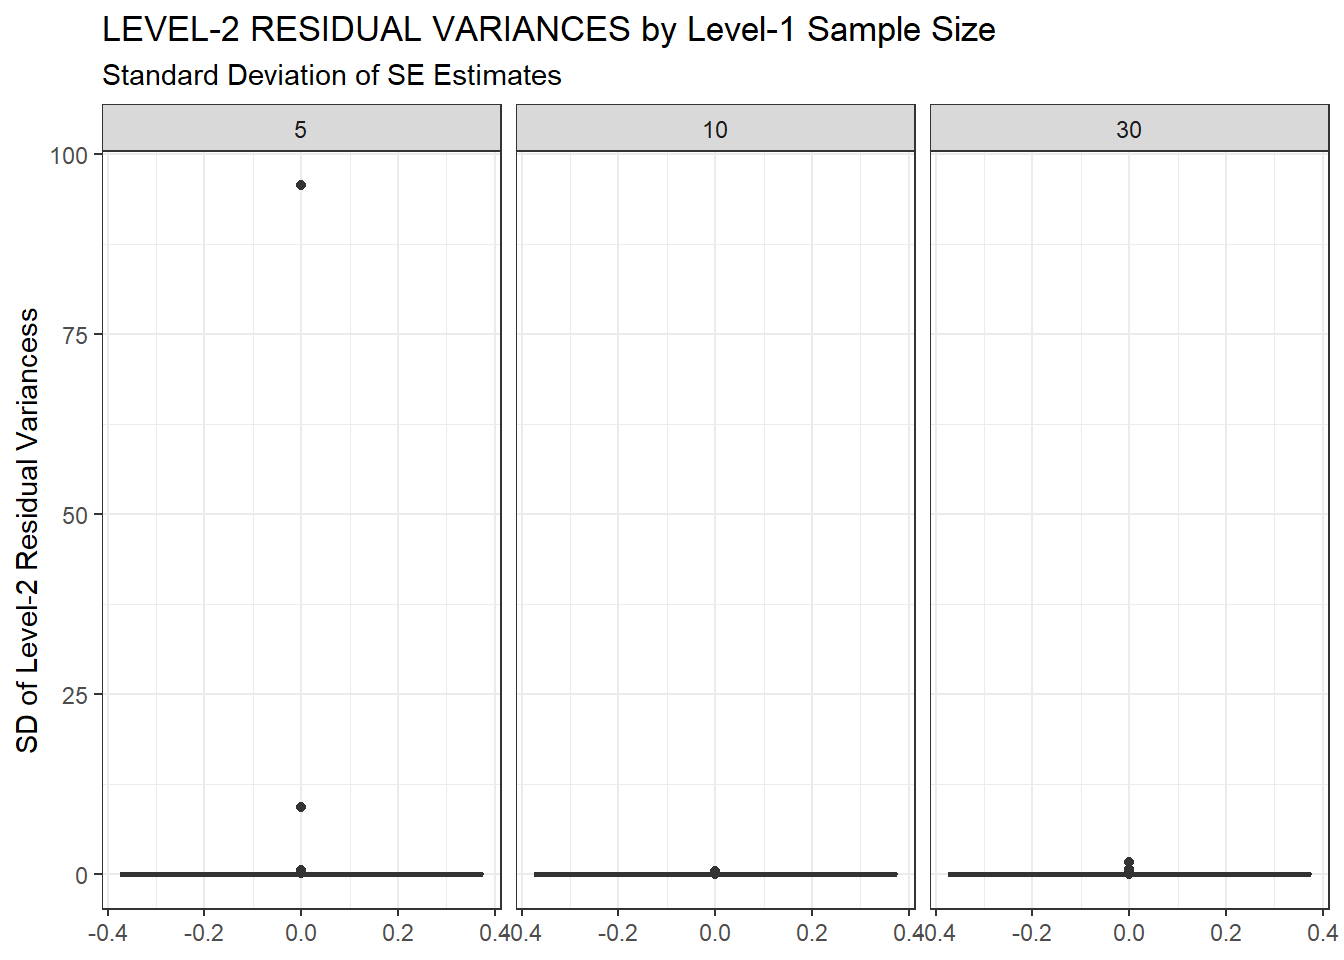 LEVEL-2 RESIDUAL VARIANCES by Level-1 Sample Size
Standard Deviation of SE Estimates
5 10 30
SD of Level-2 Residual Variancess
100
75
50
25
0
-0.4 -0.2 0.0 0.2 0.4 -0.4 -0.2 0.0 0.2 0.4 -0.4 -0.2 0.0 0.2 0.4